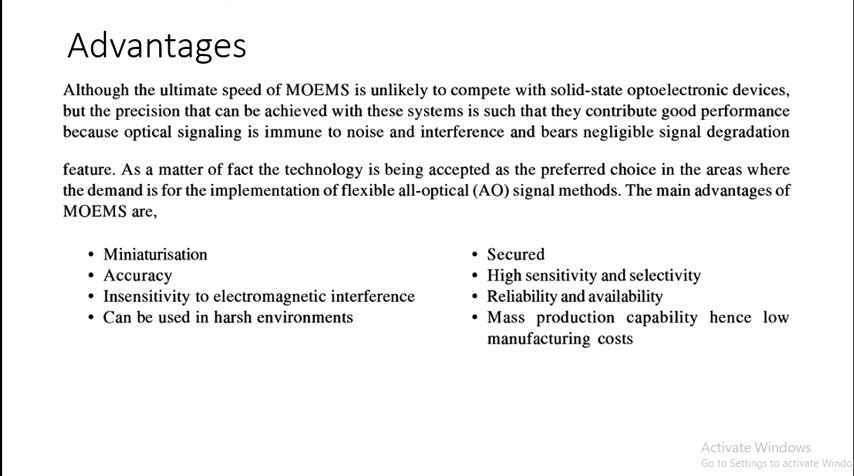 Advantages
Although the ultimate speed of MOEMS is unlikely to compete with solid-state optoelectronic devices,
but the precision that can be achieved with these systems is such that they contribute good performance
because optical signaling is immune to noise and interference and bears negligible signal degradation
feature. As a matter of fact the technology is being accepted as the preferred choice in the areas where
the demand is for the implementation of flexible all-optical (AO) signal methods. The main advantages of
MOEMS are,
• Miniaturisation
• Accuracy
• Insensitivity to electromagnetic interference
• Can be used in harsh environments
• Secured
• High sensitivity and selectivity
• Reliability and availability
• Mass production capability hence low
manufacturing costs
Activate Windows
Go to Settings to activate Windo